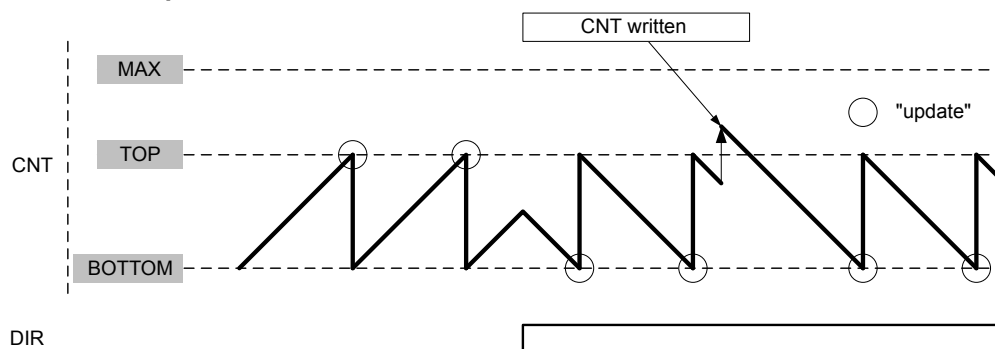 CNT written
MAX
"update"
CNT
TOP
BOTTOM
DIR